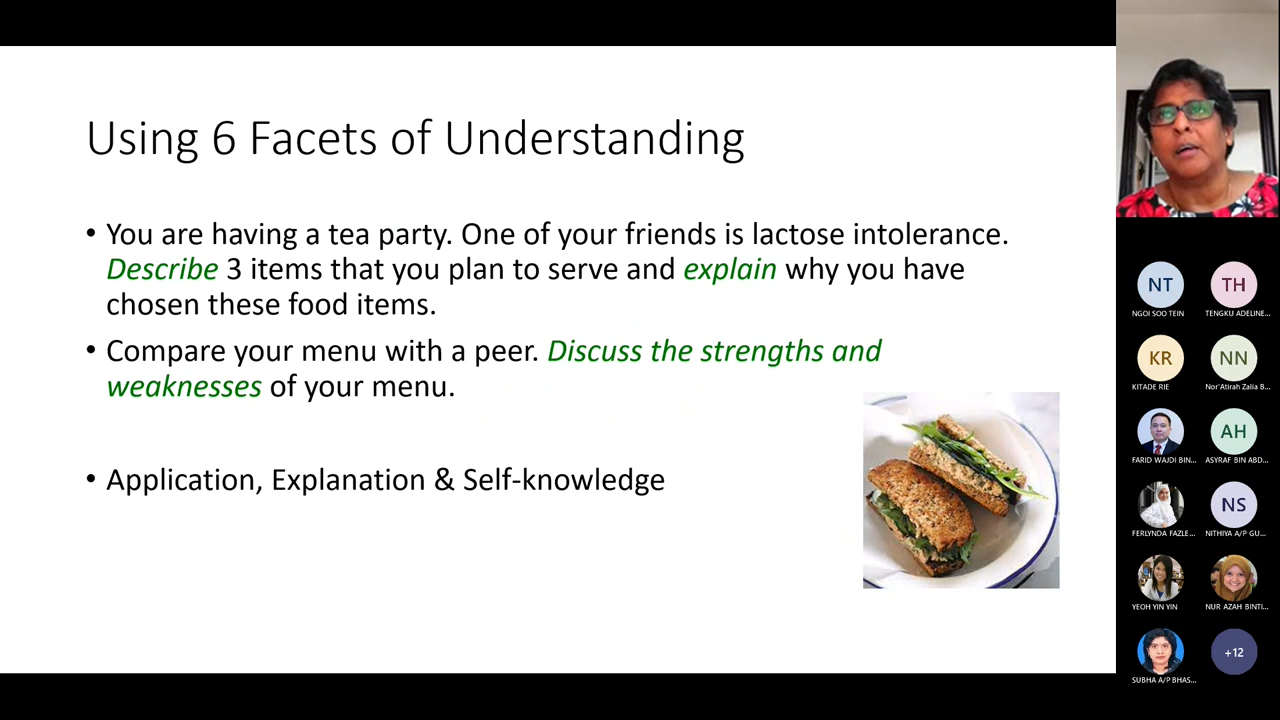 Using 6 Facets of Understanding
• You are having a tea party. One of your friends is lactose intolerance.
Describe 3 items that you plan to serve and explain why you have
chosen these food items.
• Compare your menu with a peer. Discuss the strengths and
weaknesses of your menu.
• Application, Explanation & Self-knowledge
NT
TH
NGOI SOO TEIN
TENGKU ADELINE...
KR
NN
KITADE RIE
Nor'Atirah Zalia B...
AH
FARID WAJDI BIN...
ASYRAF BIN ABD...
NS
FERLYNDA FAZLE...
NITHIYA A/P GU...
YEOH YIN YIN
NUR AZAH BINTI...
+12
SUBHA A/P BHAS...